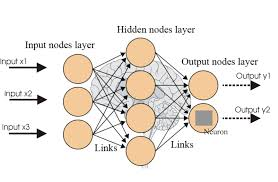 Hidden nodes layer
Input nodes layer
Output nodes layer
Input x1
Output y1
Input x2
Output y2
Input x3
Neuron
Links
Links